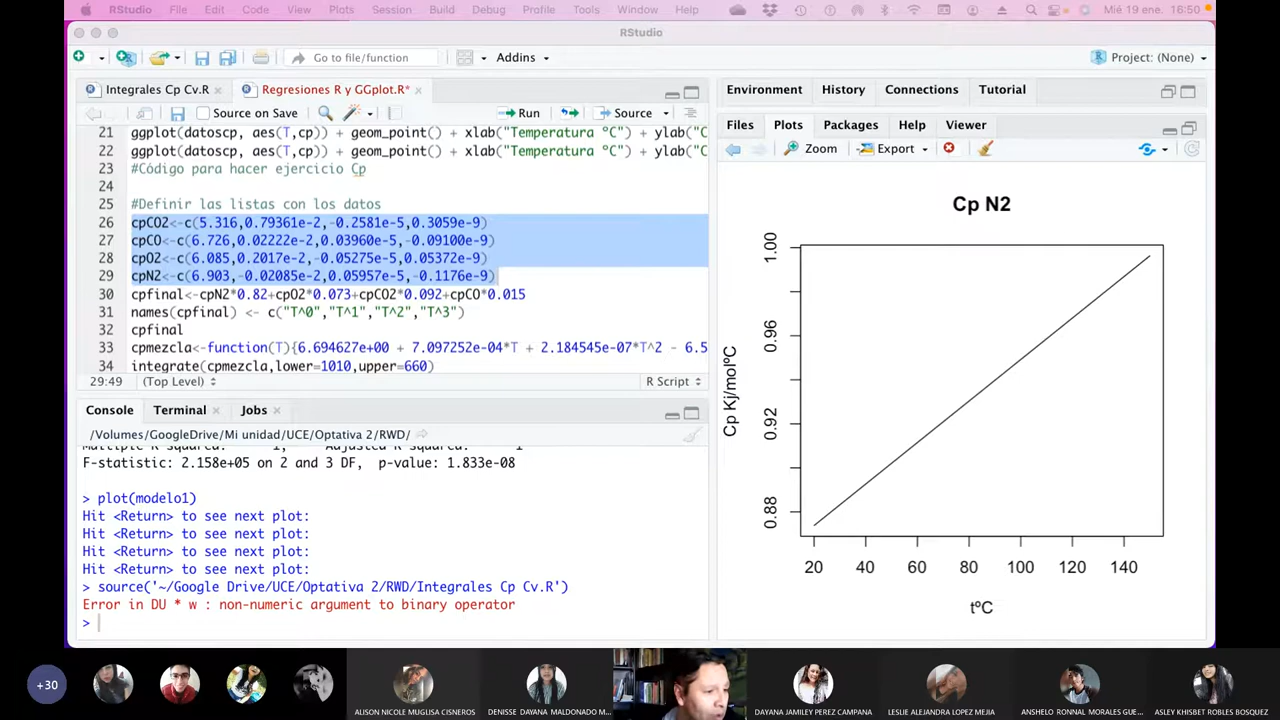 RStudio File Edit Code View Plots Session Build Debug Profile Tools Window Help Mié 19 ene. 16:50
RStudio
Go to file/function Addins Project: (None)
Integrales Cp Cv.R Regresiones R y GGplot.R*
Source on Save Run Source
21 ggplot(datoscp, aes(T,cp)) + geom_point() + xlab("Temperatura ºC") + ylab("C
22 ggplot(datoscp, aes(T,cp)) + geom_point() + xlab("Temperatura ºC") + ylab("C
23 #Código para hacer ejercicio Cp
24
25 #Definir las listas con los datos
26 cpCO2<-c(5.316,0.79361e-2,-0.2581e-5,0.3059e-9)
27 cpCO<-c(6.726,0.02222e-2,0.03960e-5,-0.09100e-9)
28 cpO2<-c(6.085,0.2017e-2,-0.05275e-5,0.05372e-9)
29 cpN2<-c(6.903,-0.02085e-2,0.05957e-5,-0.1176e-9)
30 cpfinal<-cpN2*0.82+cpO2*0.073+cpCO2*0.092+cpCO*0.015
31 names(cpfinal) <- c("T^0","T^1","T^2","T^3")
32 cpfinal
33 cpmezcla<-function(T){6.694627e+00 + 7.097252e-04*T + 2.184545e-07*T^2 - 6.5
34 integrate(cpmezcla,lower=1010,upper=660)
29:49 (Top Level) R Script
Console Terminal Jobs
/Volumes/GoogleDrive/Mi unidad/UCE/Optativa 2/RWD/
Multiple R-squared: 1, Adjusted R-squared: 1
F-statistic: 2.158e+05 on 2 and 3 DF, p-value: 1.833e-08
> plot(modelo1)
Hit <Return> to see next plot:
Hit <Return> to see next plot:
Hit <Return> to see next plot:
Hit <Return> to see next plot:
> source('~/Google Drive/UCE/Optativa 2/RWD/Integrales Cp Cv.R')
Error in DU * w : non-numeric argument to binary operator
>
Environment History Connections Tutorial
Files Plots Packages Help Viewer
Zoom Export
Cp N2
1.00
0.96
0.92
0.88
Cp Kj/molºC
20 40 60 80 100 120 140
tºC
+30
ALISON NICOLE MUGLISA CISNEROS
DENISSE DAYANA MALDONADO M...
DAYANA JAMILEY PEREZ CAMPANA
LESLIE ALEJANDRA LOPEZ MEJIA
ANSHELO RONNAL MORALES GUE...
ASLEY KHISBET ROBLES BOSQUEZ